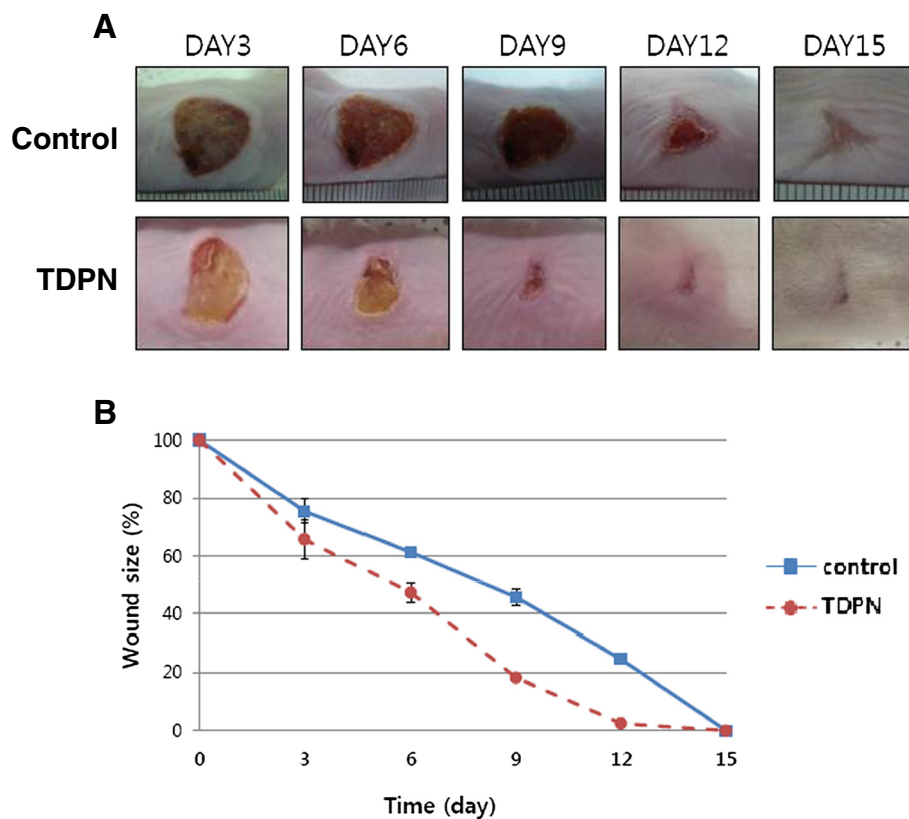 A
DAY3 DAY6 DAY9 DAY12 DAY15
Control
TDPN
B
100
80
60
40
20
0
Wound size (%)
0 3 6 9 12 15
Time (day)
control
TDPN